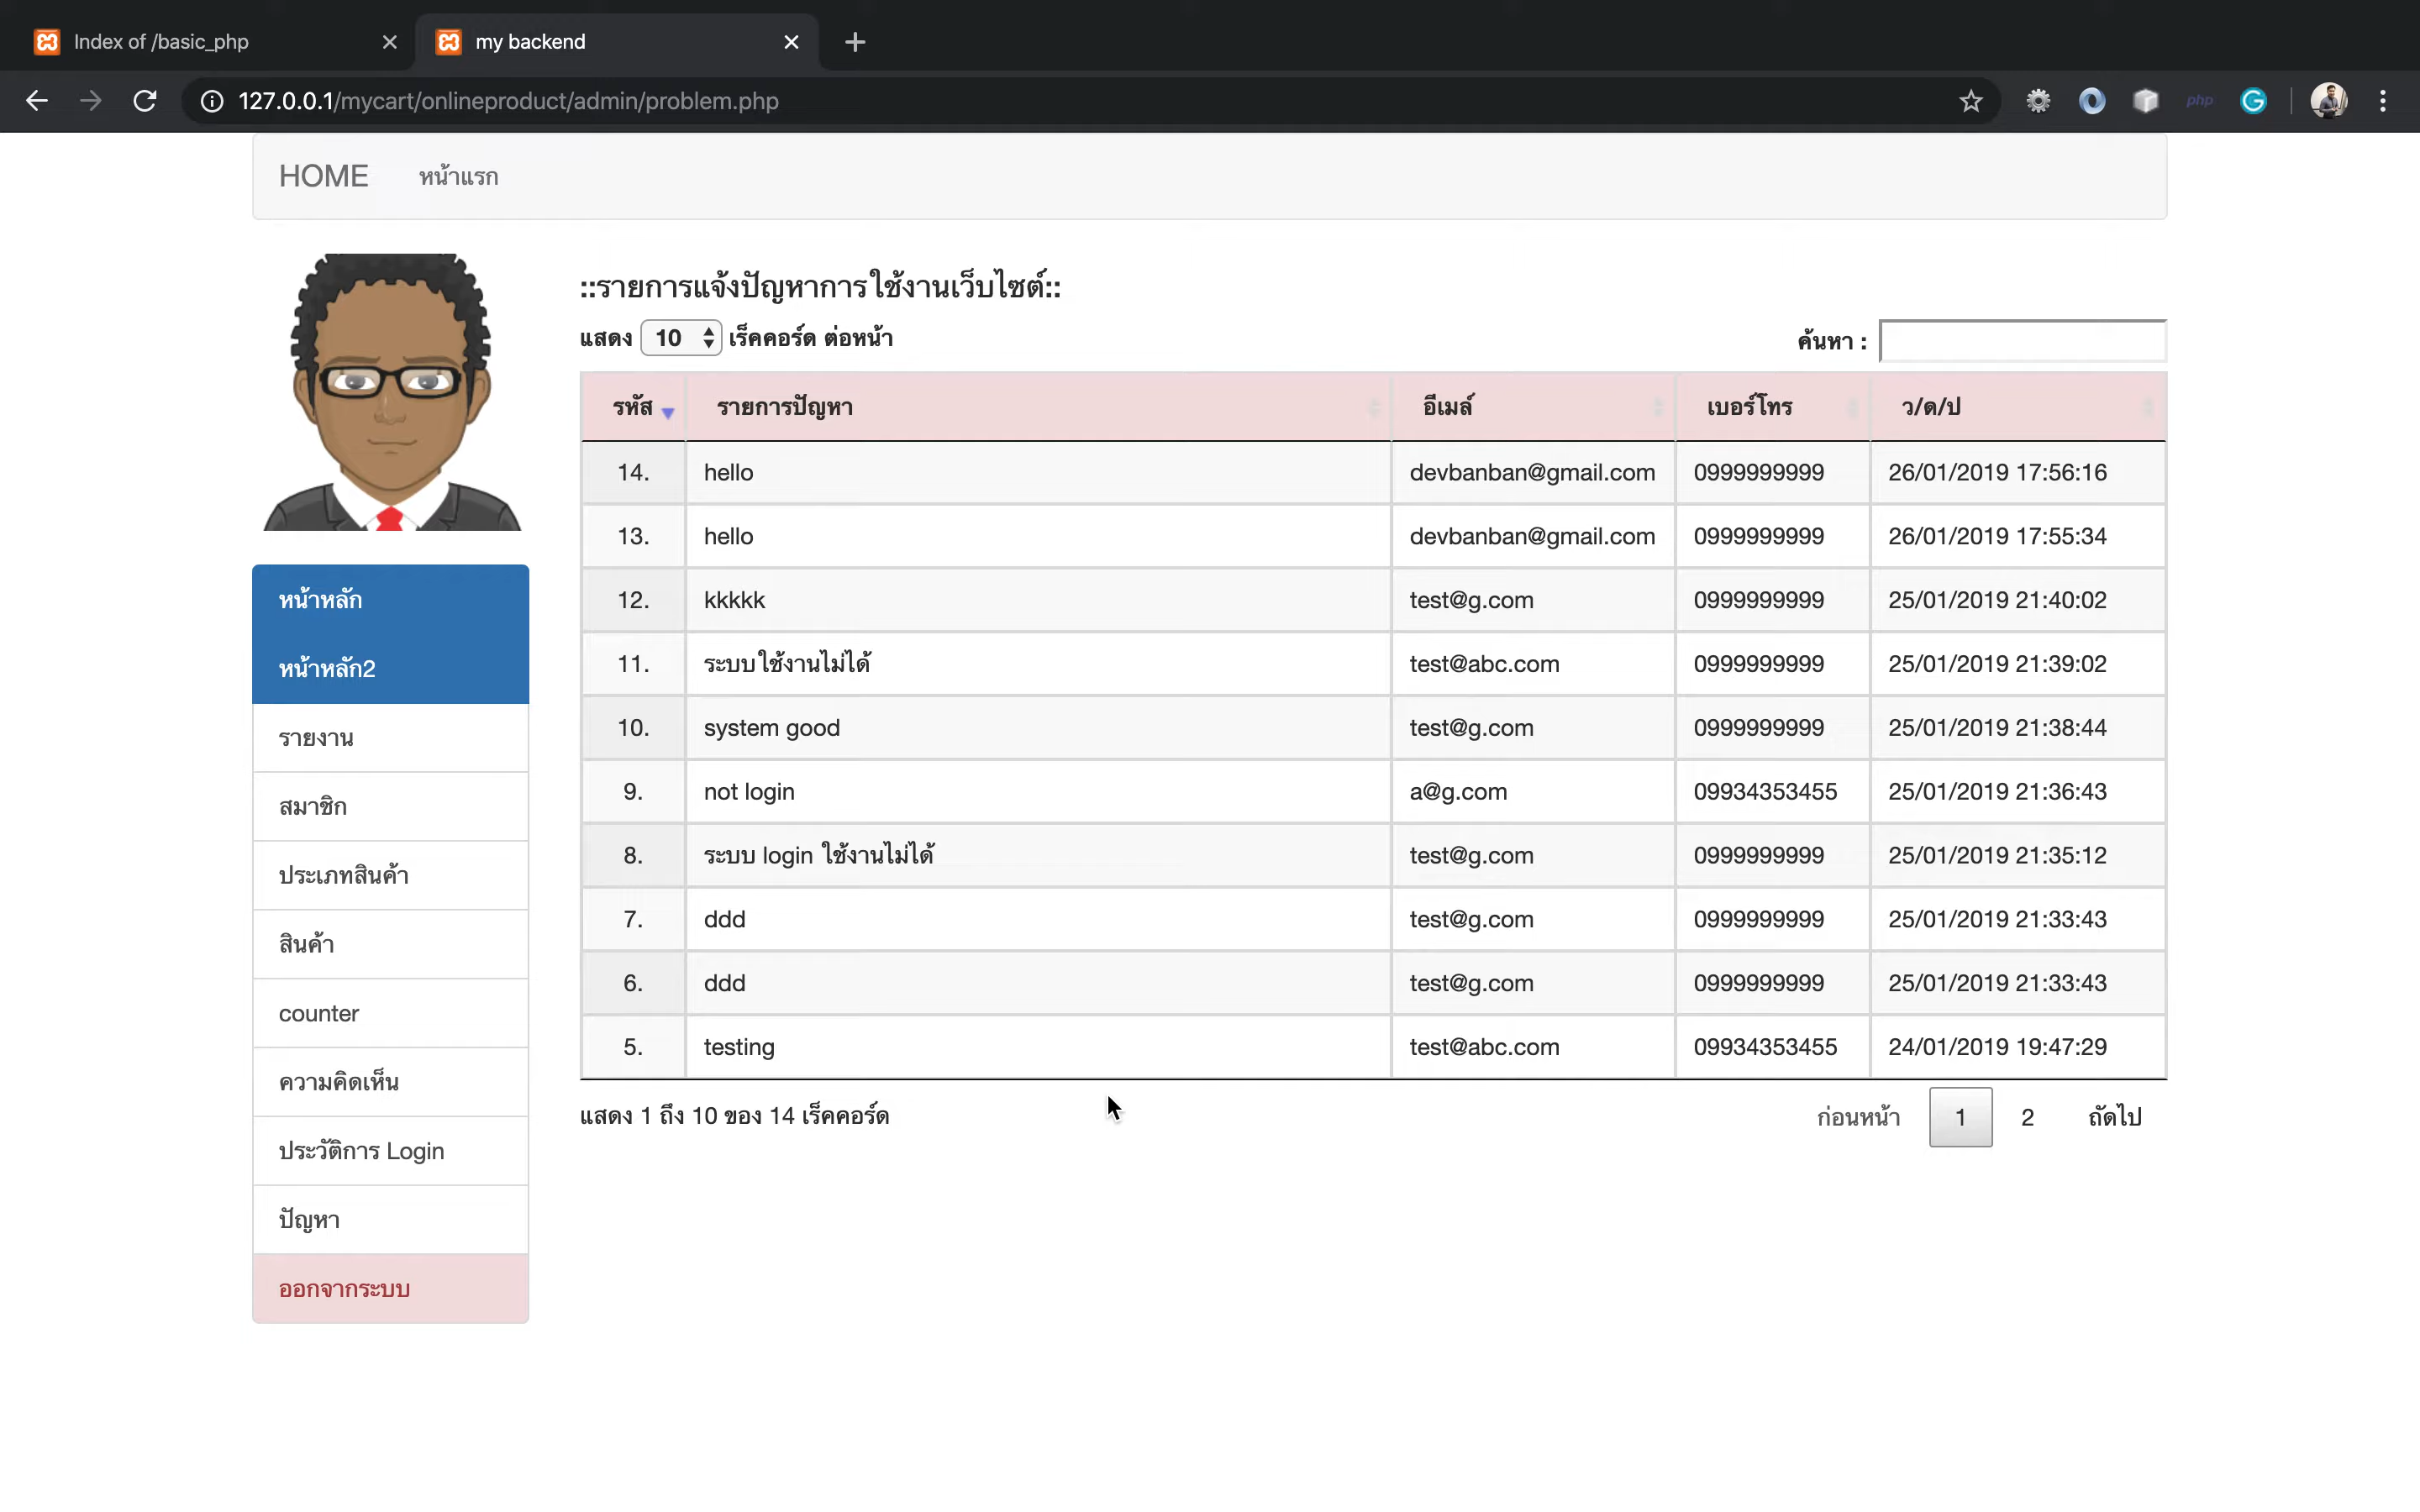 Index of /basic_php
my backend
127.0.0.1/mycart/onlineproduct/admin/problem.php
php
HOME หน้าแรก
::รายการแจ้งปัญหาการใช้งานเว็บไซต์::
แสดง 10 เร็คคอร์ด ต่อหน้า
ค้นหา :
รหัส รายการปัญหา อีเมล์ เบอร์โทร ว/ด/ป
14. hello devbanban@gmail.com 0999999999 26/01/2019 17:56:16
13. hello devbanban@gmail.com 0999999999 26/01/2019 17:55:34
12. kkkkk test@g.com 0999999999 25/01/2019 21:40:02
11. ระบบใช้งานไม่ได้ test@abc.com 0999999999 25/01/2019 21:39:02
10. system good test@g.com 0999999999 25/01/2019 21:38:44
9. not login a@g.com 09934353455 25/01/2019 21:36:43
8. ระบบ login ใช้งานไม่ได้ test@g.com 0999999999 25/01/2019 21:35:12
7. ddd test@g.com 0999999999 25/01/2019 21:33:43
6. ddd test@g.com 0999999999 25/01/2019 21:33:43
5. testing test@abc.com 09934353455 24/01/2019 19:47:29
แสดง 1 ถึง 10 ของ 14 เร็คคอร์ด
ก่อนหน้า 1 2 ถัดไป
หน้าหลัก
หน้าหลัก2
รายงาน
สมาชิก
ประเภทสินค้า
สินค้า
counter
ความคิดเห็น
ประวัติการ Login
ปัญหา
ออกจากระบบ